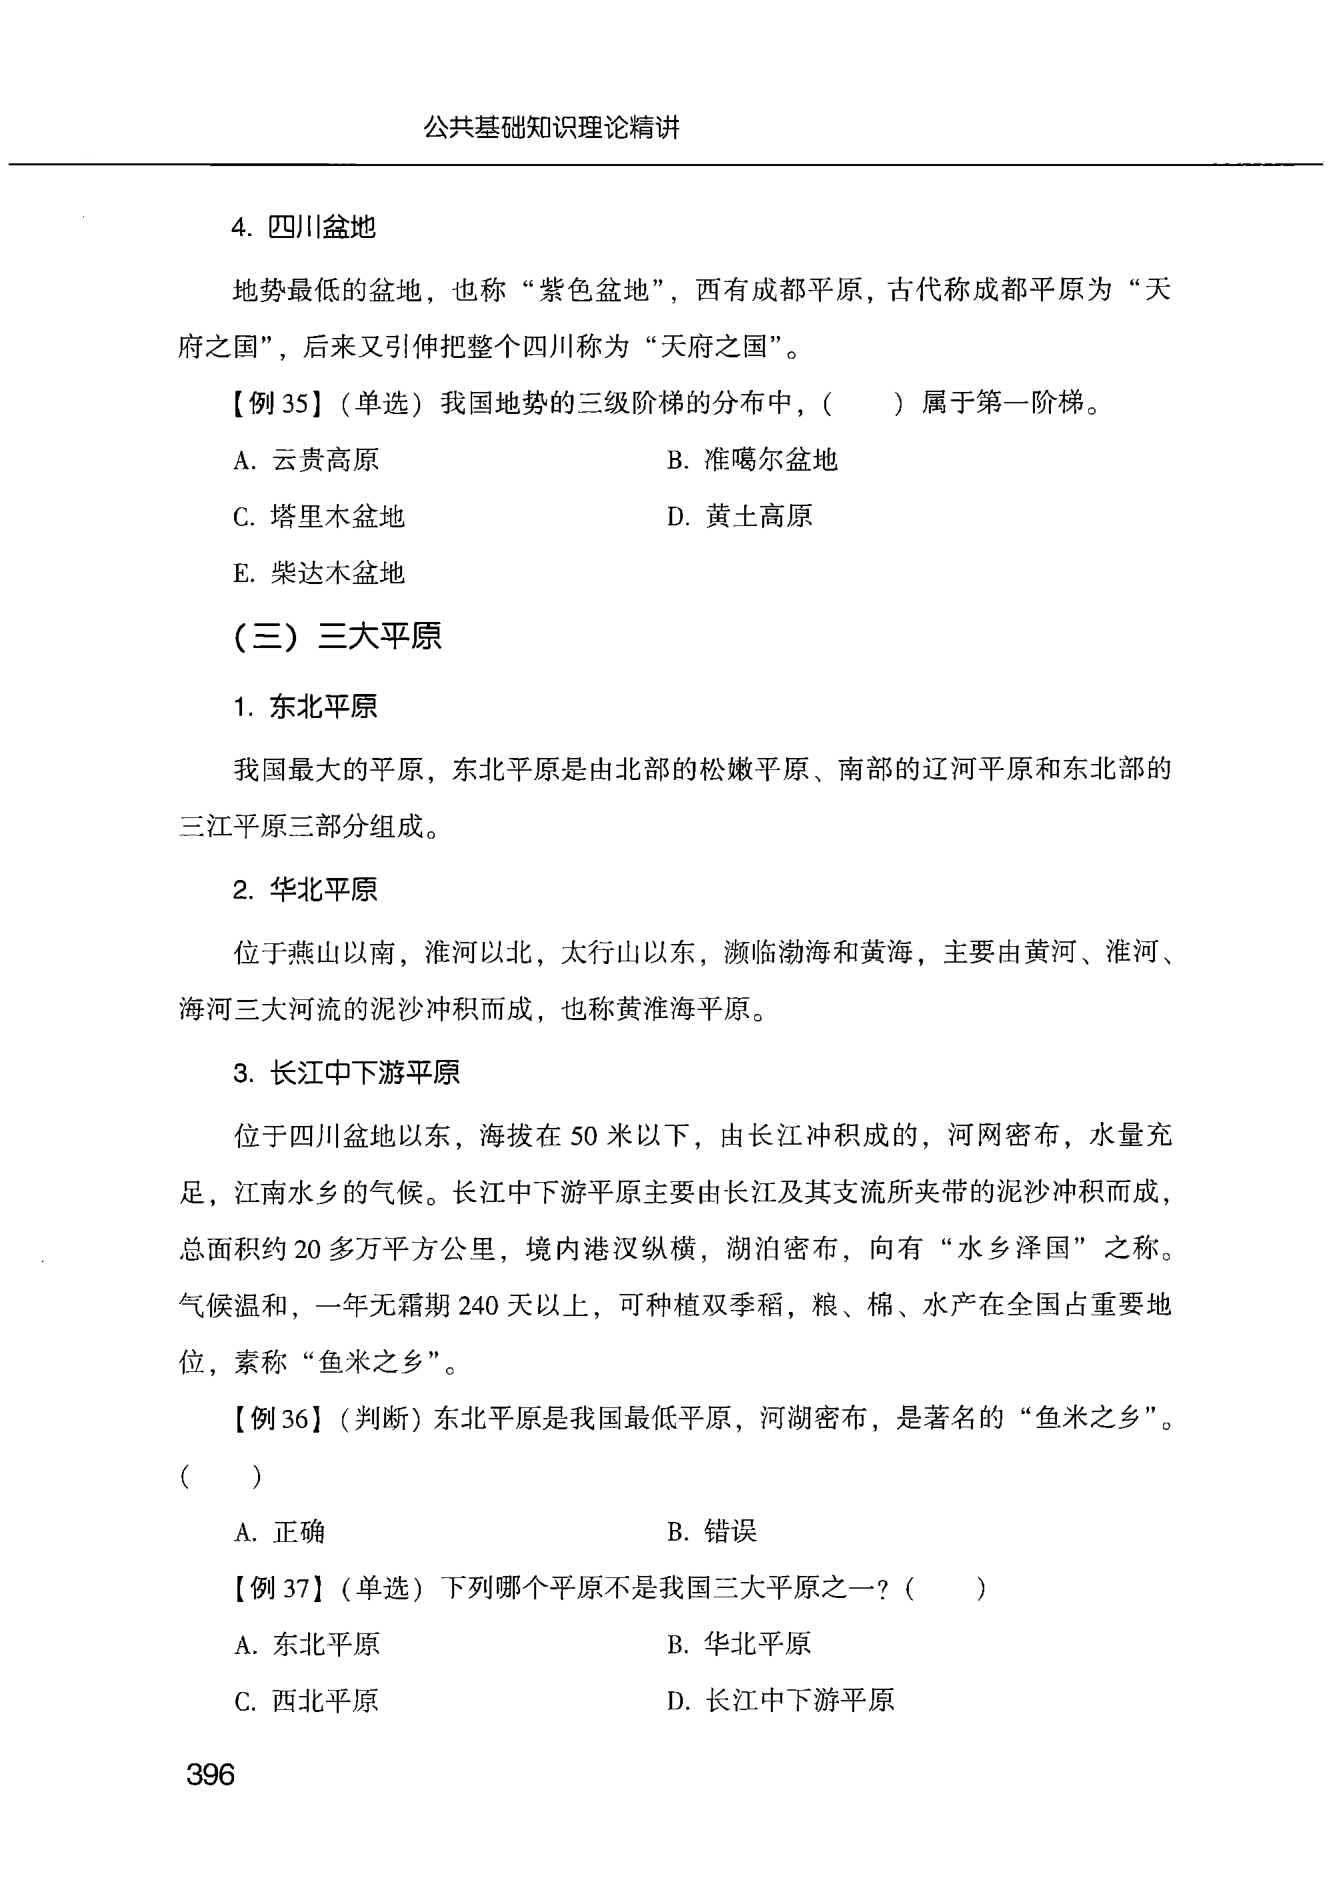 公共基础知识理论精讲
4. 四川盆地
地势最低的盆地，也称“紫色盆地”，西有成都平原，古代称成都平原为“天
府之国”，后来又引伸把整个四川称为“天府之国”。
【例 35】（单选）我国地势的三级阶梯的分布中，（　　）属于第一阶梯。
A. 云贵高原　　B. 准噶尔盆地
C. 塔里木盆地　　D. 黄土高原
E. 柴达木盆地
（三）三大平原
1. 东北平原
我国最大的平原，东北平原是由北部的松嫩平原、南部的辽河平原和东北部的
三江平原三部分组成。
2. 华北平原
位于燕山以南，淮河以北，太行山以东，濒临渤海和黄海，主要由黄河、淮河、
海河三大河流的泥沙冲积而成，也称黄淮海平原。
3. 长江中下游平原
位于四川盆地以东，海拔在 50 米以下，由长江冲积成的，河网密布，水量充
足，江南水乡的气候。长江中下游平原主要由长江及其支流所夹带的泥沙冲积而成，
总面积约 20 多万平方公里，境内港汊纵横，湖泊密布，向有“水乡泽国”之称。
气候温和，一年无霜期 240 天以上，可种植双季稻，粮、棉、水产在全国占重要地
位，素称“鱼米之乡”。
【例 36】（判断）东北平原是我国最低平原，河湖密布，是著名的“鱼米之乡”。
（　　）
A. 正确　　B. 错误
【例 37】（单选）下列哪个平原不是我国三大平原之一？（　　）
A. 东北平原　　B. 华北平原
C. 西北平原　　D. 长江中下游平原
396